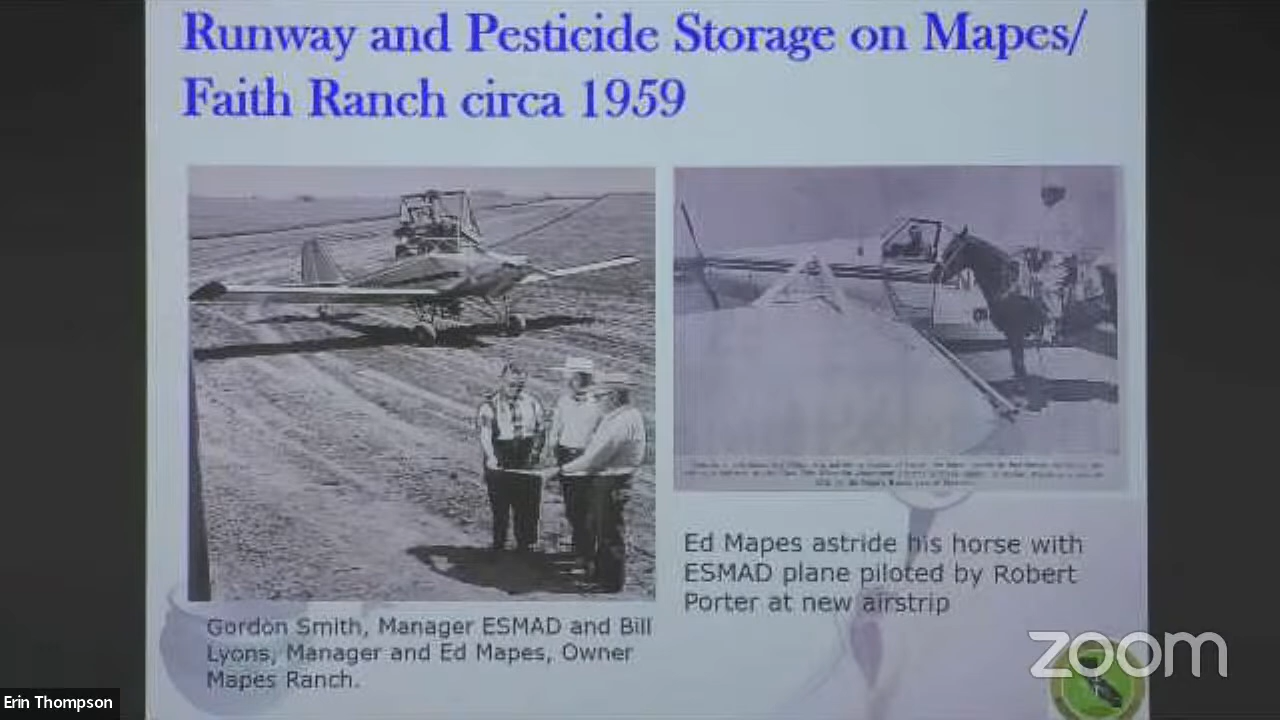 Runway and Pesticide Storage on Mapes/
Faith Ranch circa 1959
Gordon Smith, Manager ESMAD and Bill
Lyons, Manager and Ed Mapes, Owner
Mapes Ranch.
Ed Mapes astride his horse with
ESMAD plane piloted by Robert
Porter at new airstrip
zoom
Erin Thompson